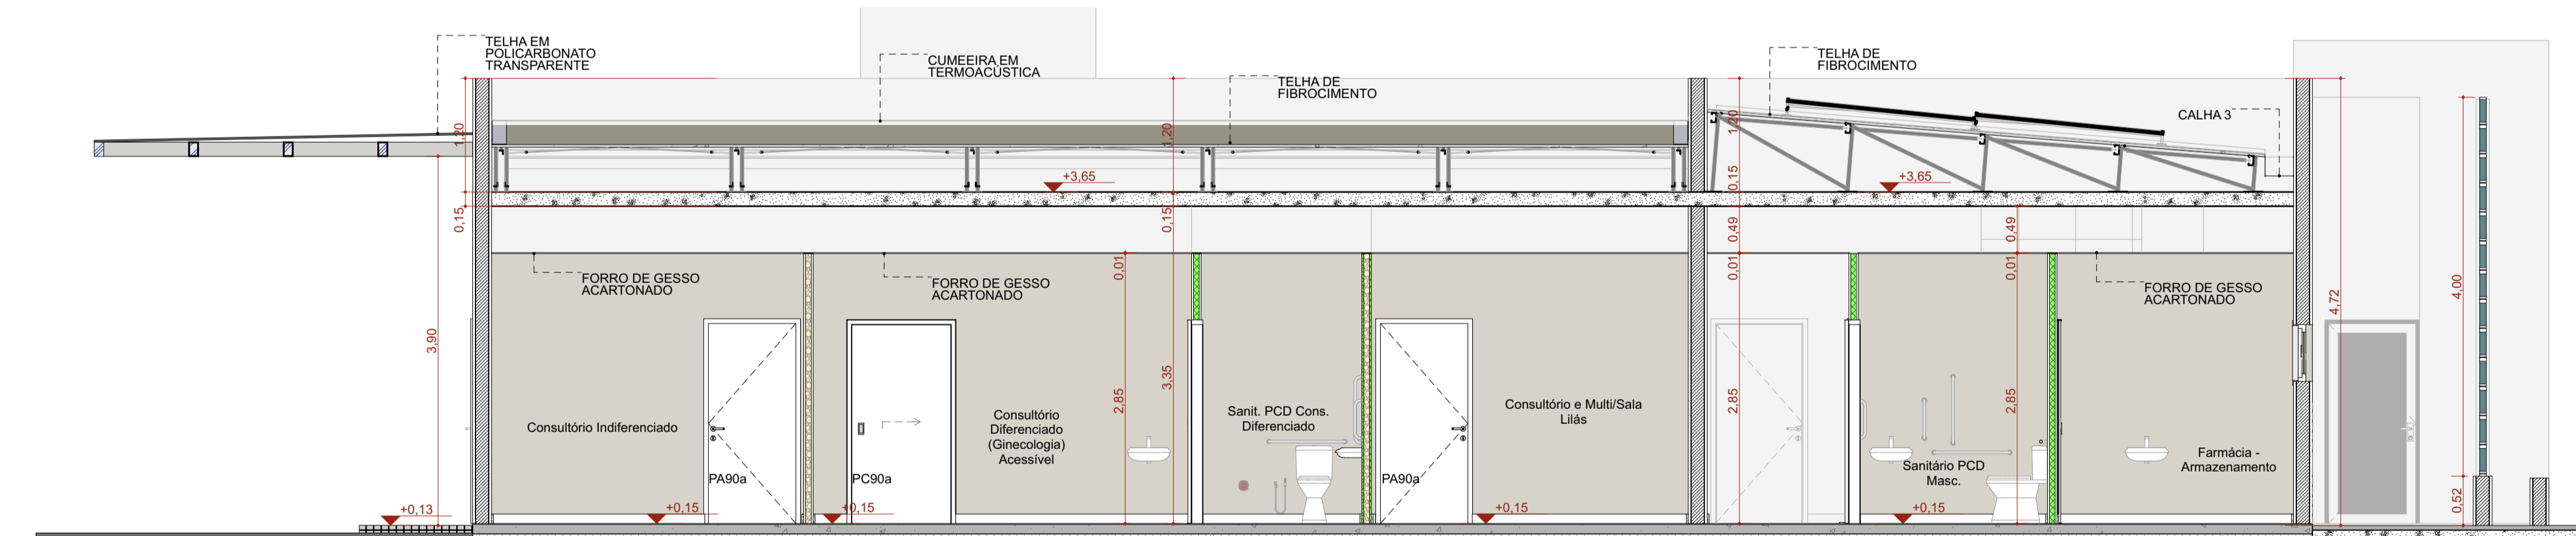 TELHA EM
POLICARBONATO
TRANSPARENTE
CUMEEIRA EM
TERMOACÚSTICA
TELHA DE
FIBROCIMENTO
TELHA DE
FIBROCIMENTO
CALHA 3
1,20
1,20
1,20
+3,65
+3,65
0,15
0,15
0,15
0,49
0,49
0,01
0,01
0,01
FORRO DE GESSO
ACARTONADO
FORRO DE GESSO
ACARTONADO
FORRO DE GESSO
ACARTONADO
3,90
3,35
2,85
2,85
2,85
4,72
4,00
0,52
Consultório Indiferenciado
PA90a
PC90a
Consultório
Diferenciado
(Ginecologia)
Acessível
Sanit. PCD Cons.
Diferenciado
PA90a
Consultório e Multi/Sala
Lilás
Sanitário PCD
Masc.
Farmácia -
Armazenamento
+0,13
+0,15
+0,15
+0,15
+0,15